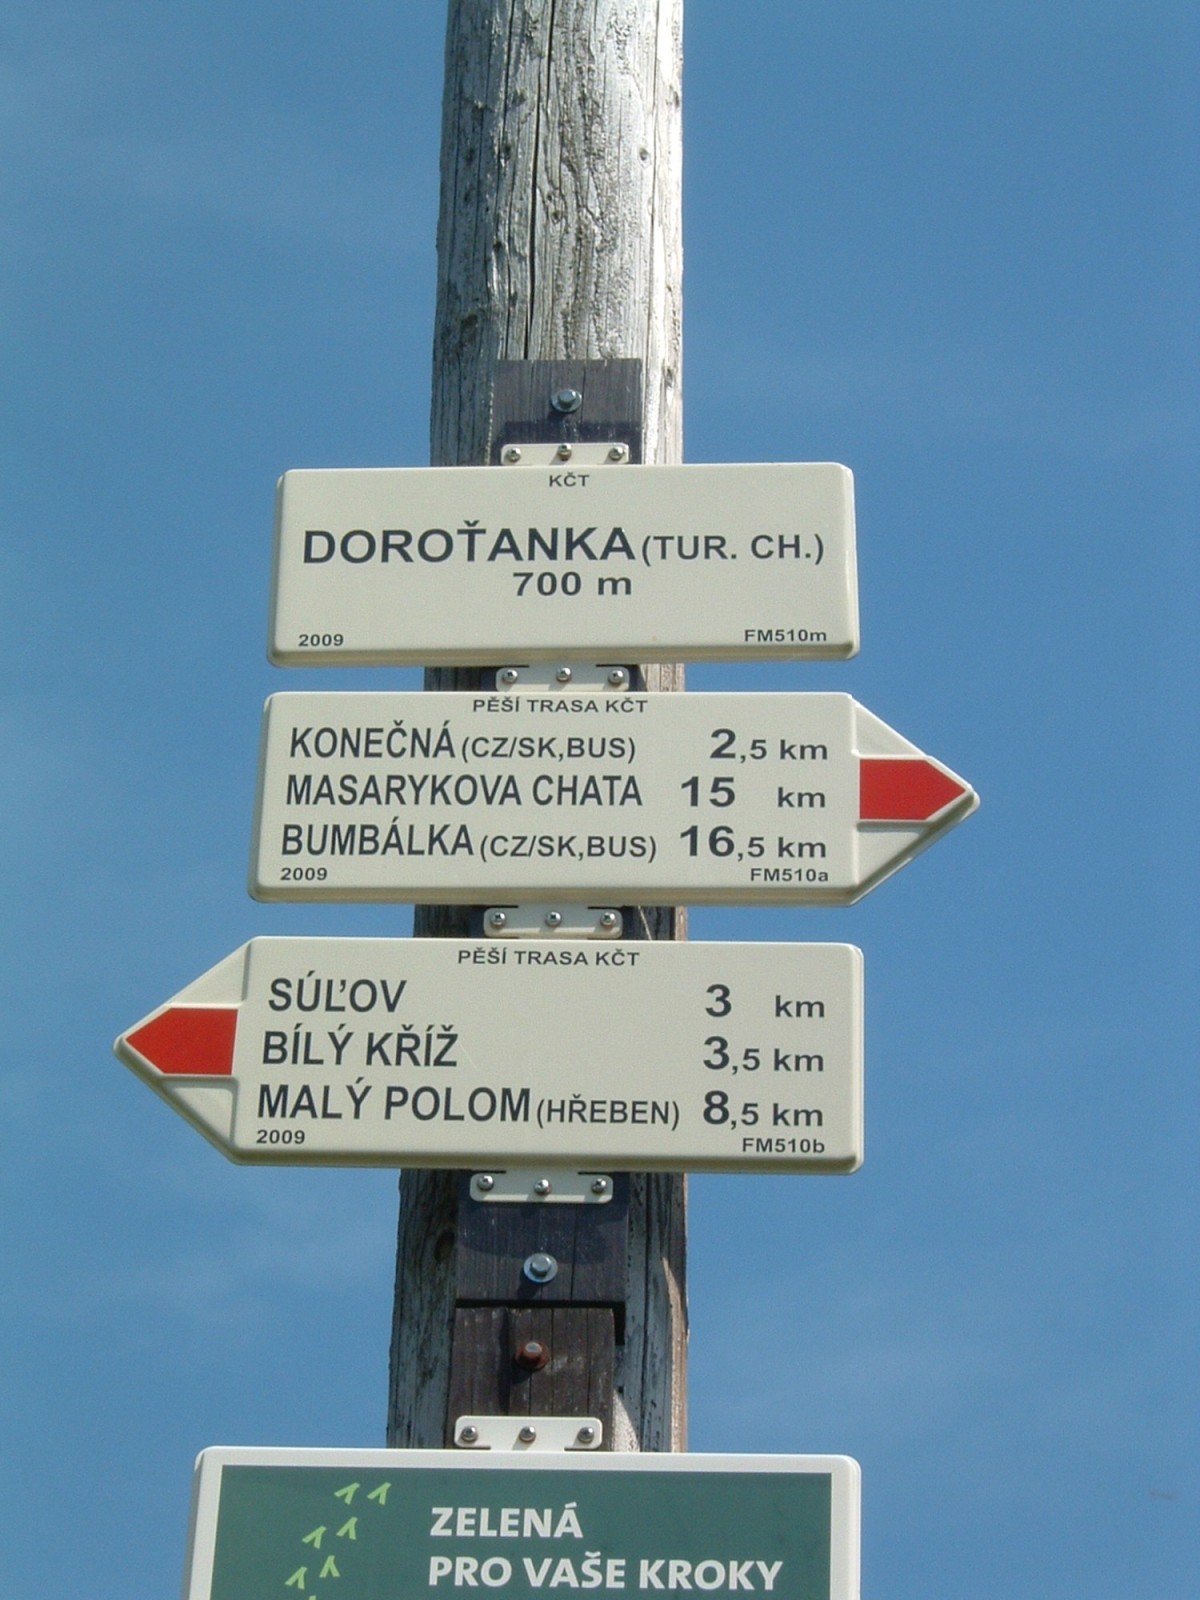 KČT
DOROŤANKA (TUR. CH.)
700 m
2009 FM510m
PĚŠÍ TRASA KČT
KONEČNÁ (CZ/SK,BUS) 2,5 km
MASARYKOVA CHATA 15 km
BUMBÁLKA (CZ/SK,BUS) 16,5 km
2009 FM510a
PĚŠÍ TRASA KČT
SÚĽOV 3 km
BÍLÝ KŘÍŽ 3,5 km
MALÝ POLOM (HŘEBEN) 8,5 km
2009 FM510b
ZELENÁ
PRO VAŠE KROKY